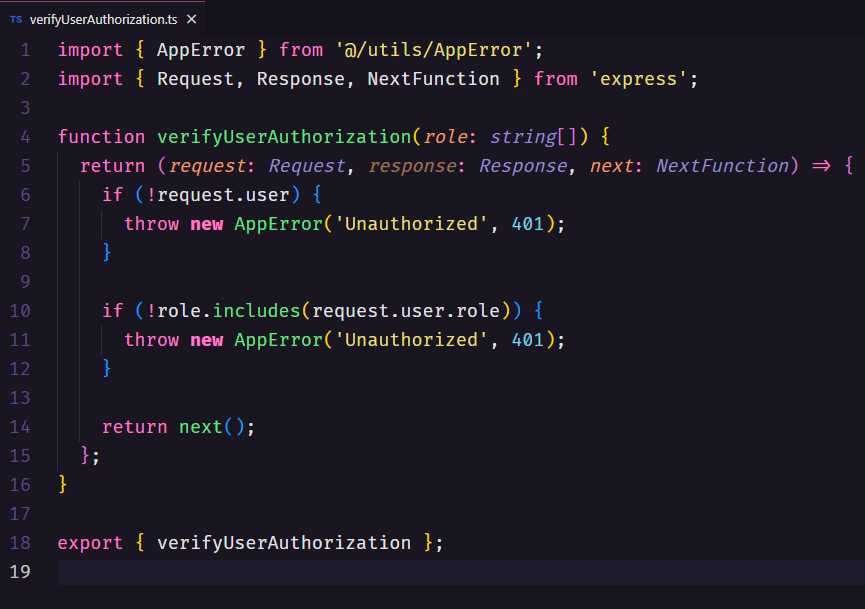 TS verifyUserAuthorization.ts ✕
1 import { AppError } from '@/utils/AppError';
2 import { Request, Response, NextFunction } from 'express';
3
4 function verifyUserAuthorization(role: string[]) {
5   return (request: Request, response: Response, next: NextFunction) => {
6     if (!request.user) {
7       throw new AppError('Unauthorized', 401);
8     }
9
10     if (!role.includes(request.user.role)) {
11       throw new AppError('Unauthorized', 401);
12     }
13
14     return next();
15   };
16 }
17
18 export { verifyUserAuthorization };
19